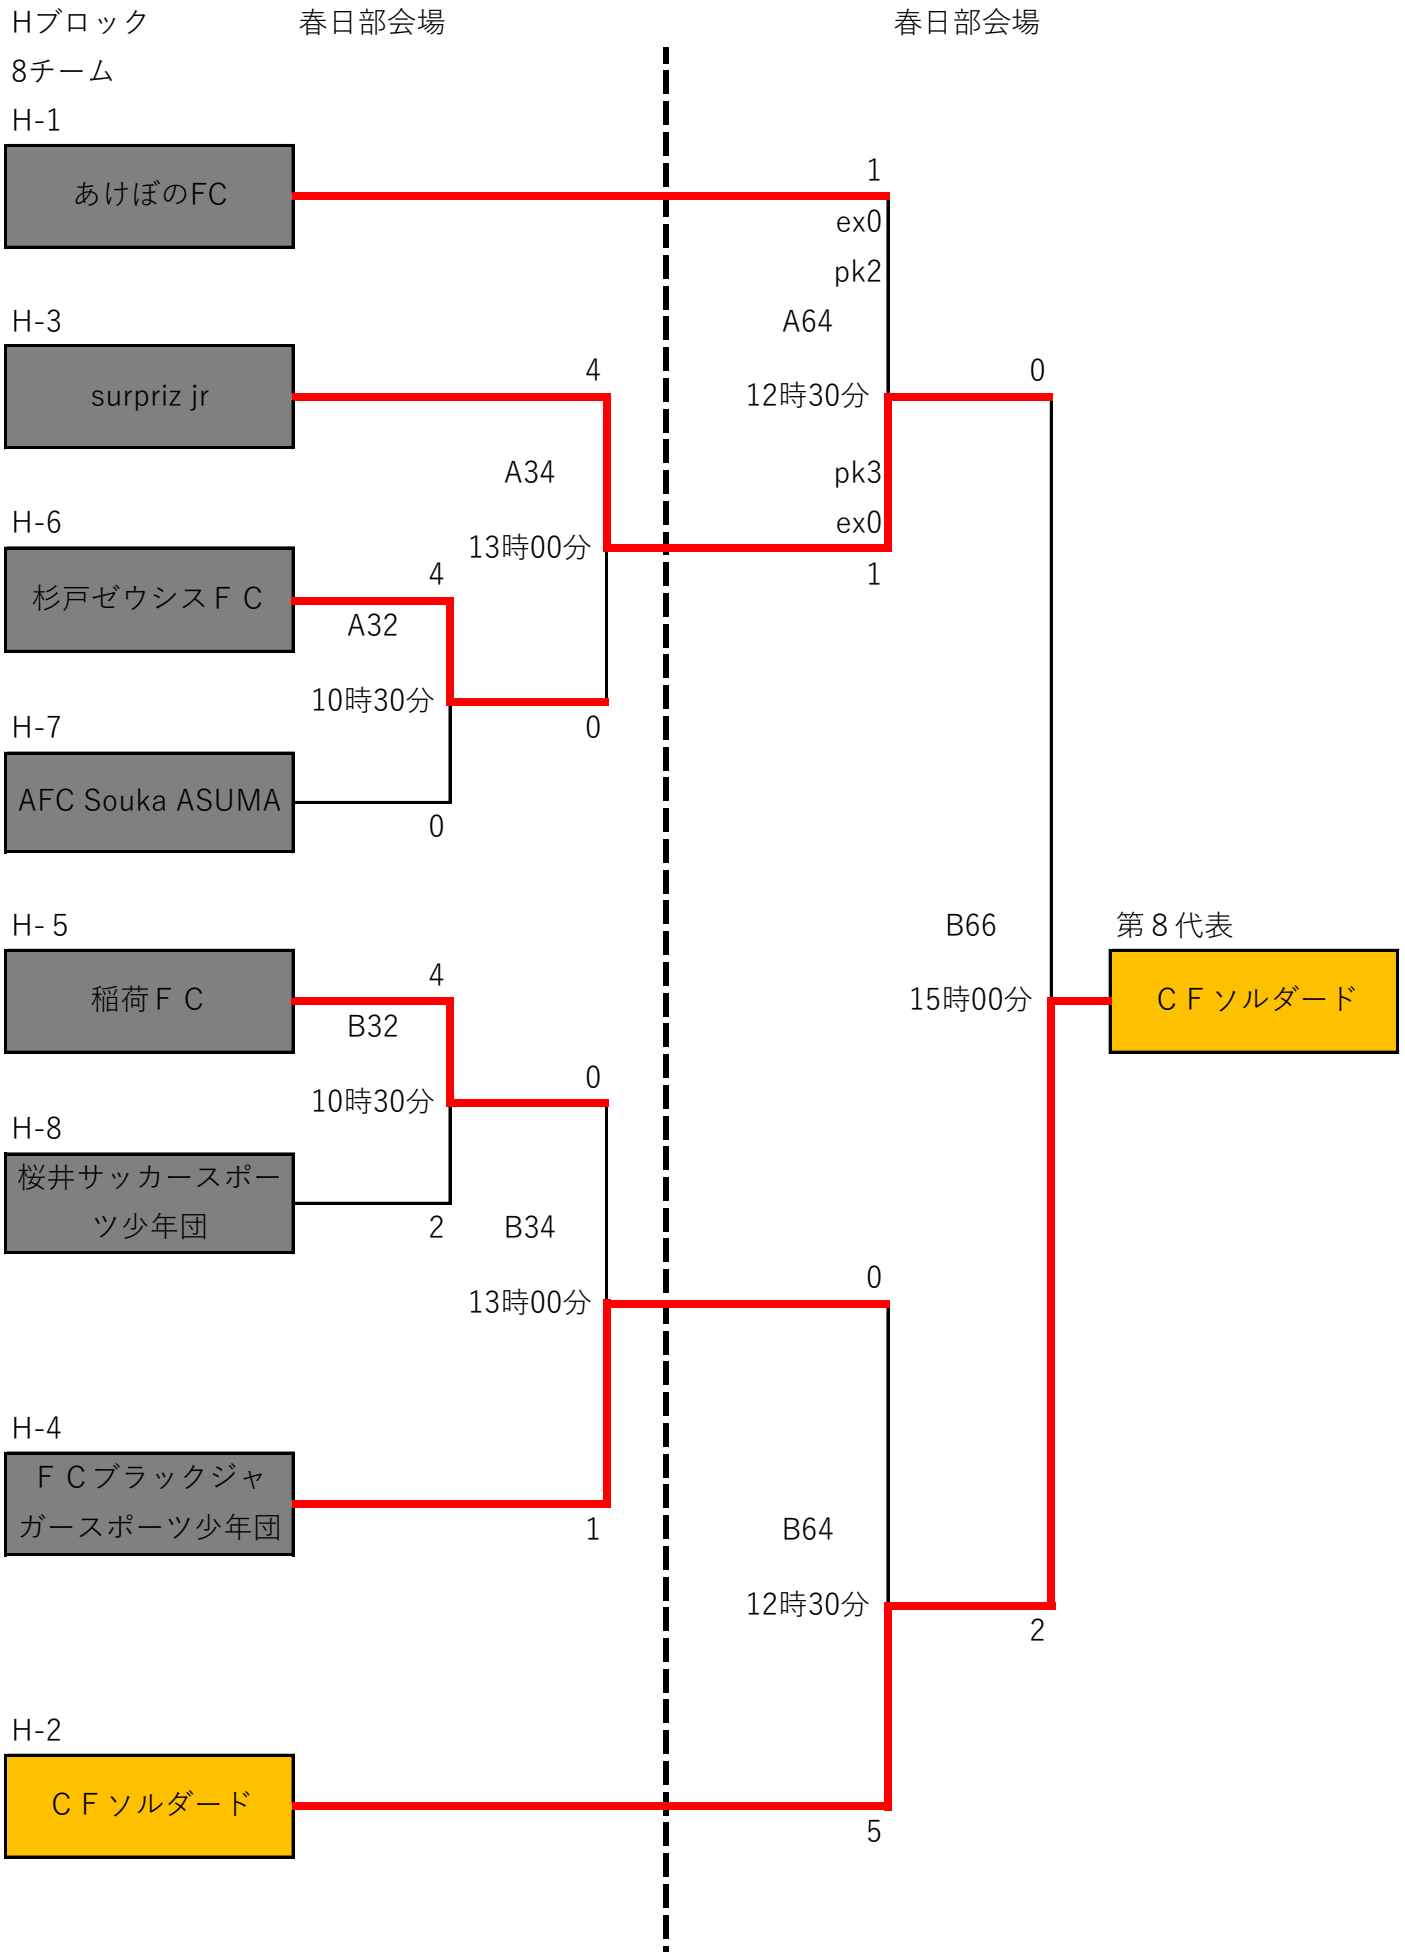 Hブロック
春日部会場
春日部会場
8チーム
H-1
あけぼのFC
1
ex0
pk2
A64
12時30分
pk3
ex0
1
H-3
surpriz jr
4
A34
13時00分
0
0
H-6
杉戸ゼウシスＦＣ
4
A32
10時30分
H-7
AFC Souka ASUMA
0
H-５
稲荷ＦＣ
4
B32
10時30分
0
B66
15時00分
第８代表
ＣＦソルダード
H-8
桜井サッカースポー
ツ少年団
2
B34
13時00分
0
H-4
ＦＣブラックジャ
ガースポーツ少年団
1
B64
12時30分
2
H-2
ＣＦソルダード
5